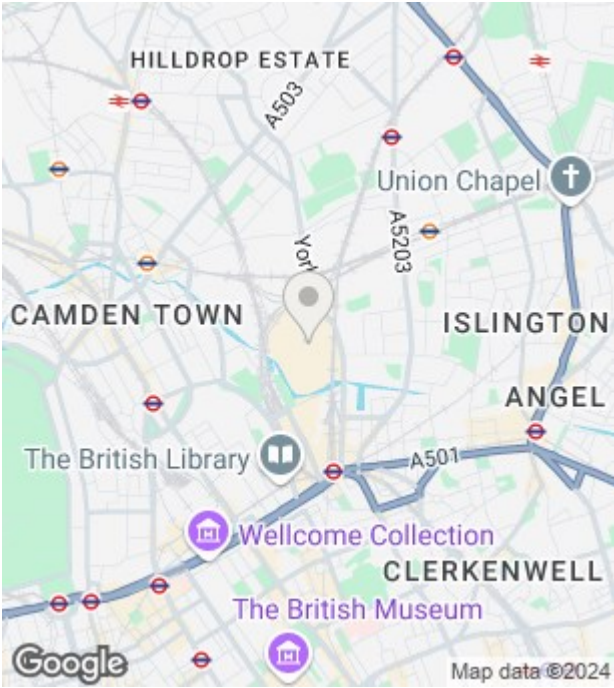 HILLDROP ESTATE
A503
Union Chapel
A5203
CAMDEN TOWN
ISLINGTON
ANGEL
The British Library
A501
Wellcome Collection
CLERKENWELL
The British Museum
Google
Map data ©2024